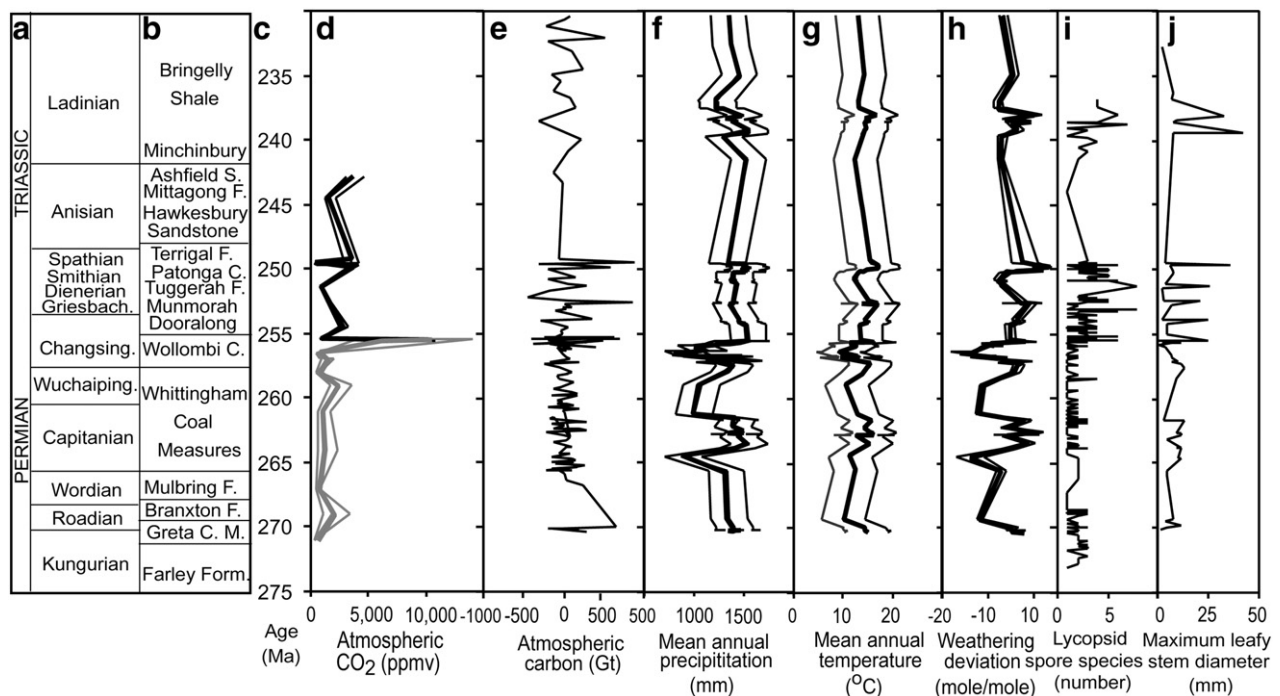 a b c d e f g h i j
TRIASSIC
PERMIAN
Ladinian
Anisian
Spathian
Smithian
Dienerian
Griesbach.
Changsing.
Wuchaiping.
Capitanian
Wordian
Roadian
Kungurian
Bringelly
Shale
Minchinbury
Ashfield S.
Mittagong F.
Hawkesbury
Sandstone
Terrigal F.
Patonga C.
Tuggerah F.
Munmorah
Dooralong
Wollombi C.
Whittingham
Coal
Measures
Mulbring F.
Branxton F.
Greta C. M.
Farley Form.
235
240
245
250
255
260
265
270
275
Age
(Ma)
0 5,000 10,000
Atmospheric
CO2 (ppmv)
-1000 -500 0 500
Atmospheric
carbon (Gt)
1000 1500
Mean annual
precipititation
(mm)
0 10 20
Mean annual
temperature
(OC)
-20 -10 10
Weathering
deviation
(mole/mole)
0 5
Lycopsid
spore species
(number)
0 25 50
Maximum leafy
stem diameter
(mm)